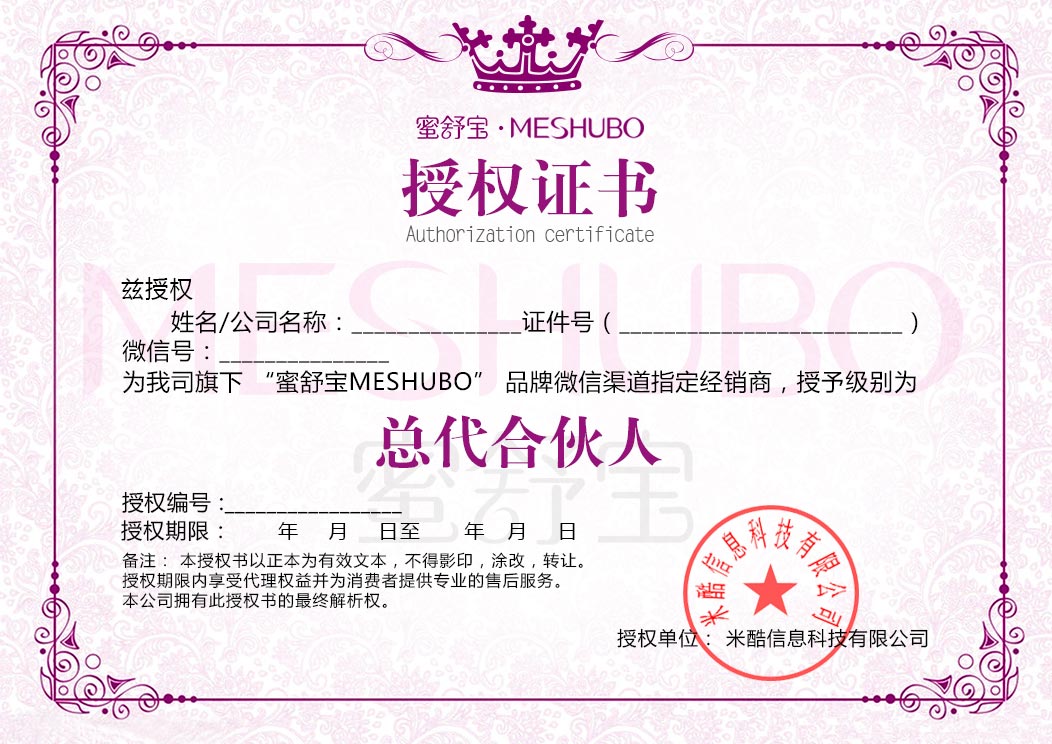 蜜舒宝·MESHUBO
授权证书
Authorization certificate
MESHUBO
兹授权
姓名/公司名称：_______________证件号（_________________________）
微信号：_______________
为我司旗下 “蜜舒宝MESHUBO” 品牌微信渠道指定经销商，授予级别为
总代合伙人
蜜舒宝
授权编号：_________________
授权期限： 年 月 日至 年 月 日
备注： 本授权书以正本为有效文本，不得影印，涂改，转让。
授权期限内享受代理权益并为消费者提供专业的售后服务。
本公司拥有此授权书的最终解析权。
米酷信息科技有限公司
授权单位： 米酷信息科技有限公司